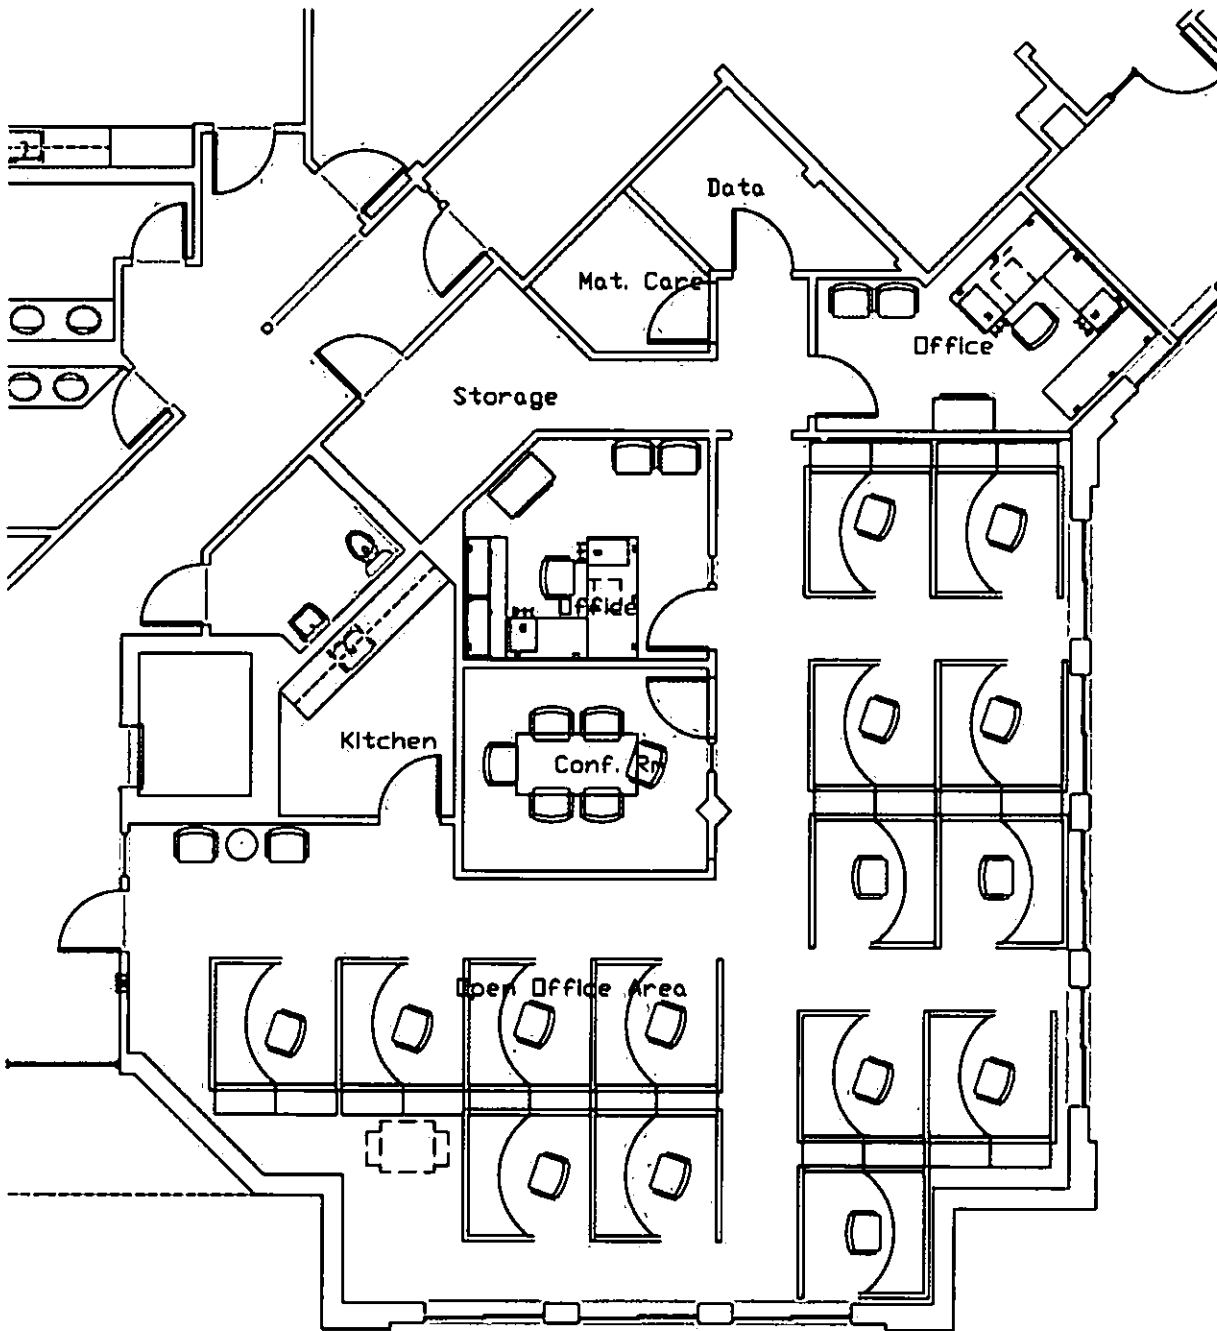 Data
Mat. Care
Office
Storage
Office
Kitchen
Conf. Rm
Open Office Area